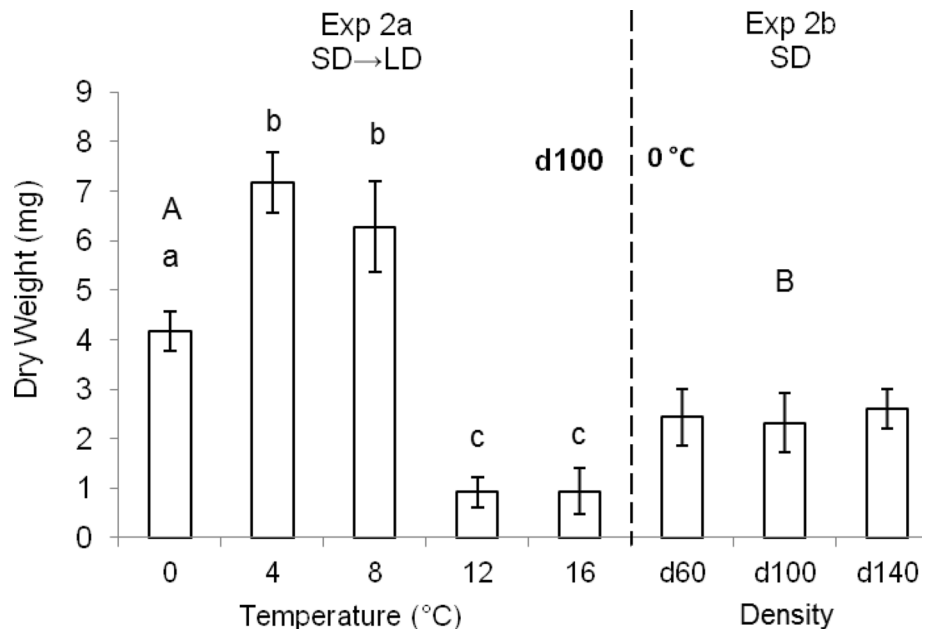 Exp 2a
SD→LD
Exp 2b
SD
Dry Weight (mg)
9
8
7
6
5
4
3
2
1
0
A
a
b
b
c
c
d100
0 °C
B
0 4 8 12 16 d60 d100 d140
Temperature (°C) Density